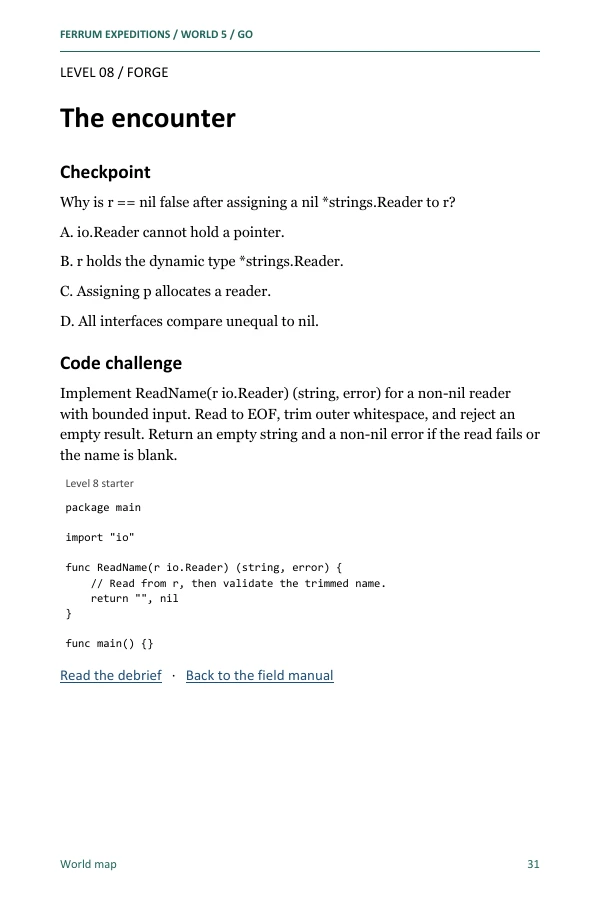 FERRUM EXPEDITIONS / WORLD 5 / GO
LEVEL 08 / FORGE
The encounter
Checkpoint
Why is r == nil false after assigning a nil *strings.Reader to r?
A. io.Reader cannot hold a pointer.
B. r holds the dynamic type *strings.Reader.
C. Assigning p allocates a reader.
D. All interfaces compare unequal to nil.
Code challenge
Implement ReadName(r io.Reader) (string, error) for a non-nil reader
with bounded input. Read to EOF, trim outer whitespace, and reject an
empty result. Return an empty string and a non-nil error if the read fails or
the name is blank.
Level 8 starter
package main
import "io"
func ReadName(r io.Reader) (string, error) {
    // Read from r, then validate the trimmed name.
    return "", nil
}
func main() {}
Read the debrief · Back to the field manual
World map 31